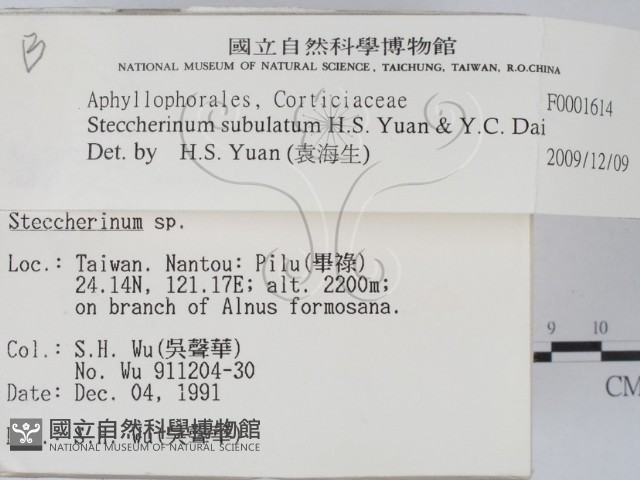 B
國立自然科學博物館
NATIONAL MUSEUM OF NATURAL SCIENCE, TAICHUNG, TAIWAN, R.O.CHINA
Aphyllophorales, Corticiaceae F0001614
Steccherinum subulatum H.S. Yuan & Y.C. Dai
Det. by H.S. Yuan (袁海生) 2009/12/09
Steccherinum sp.
Loc.: Taiwan. Nantou: Pilu(畢祿)
24.14N, 121.17E; alt. 2200m;
on branch of Alnus formosana.
Col.: S.H. Wu(吳聲華)
No. Wu 911204-30
Date: Dec. 04, 1991
S.H. Wu(吳聲華)
國立自然科學博物館
NATIONAL MUSEUM OF NATURAL SCIENCE
9 10
CM